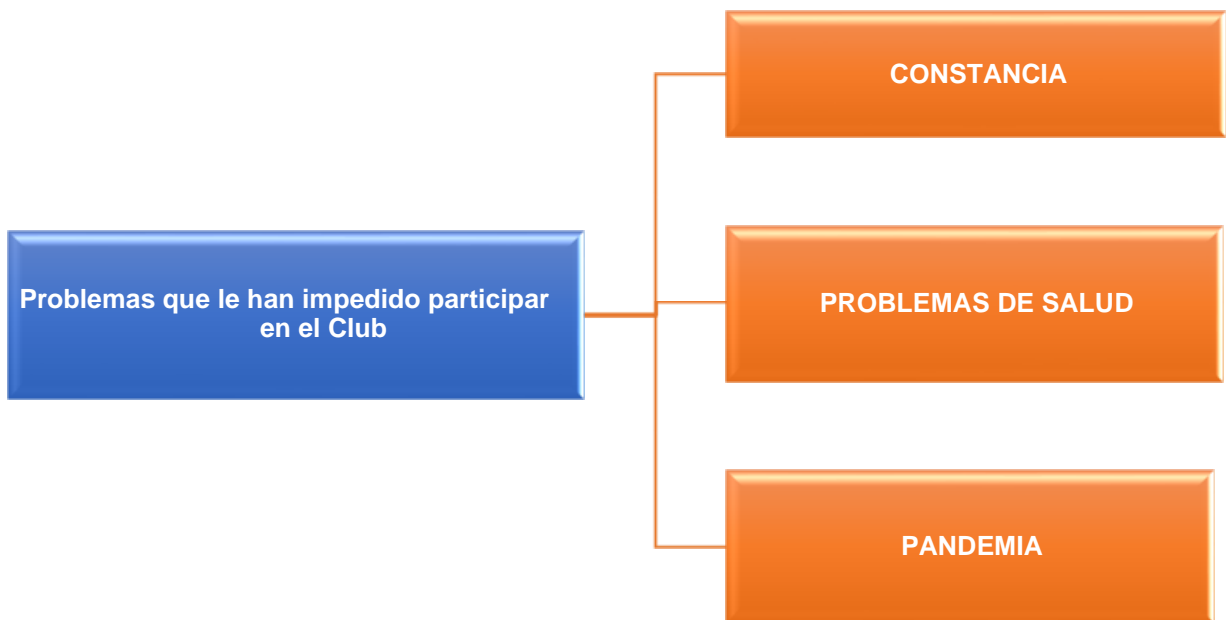 CONSTANCIA
Problemas que le han impedido participar
en el Club
PROBLEMAS DE SALUD
PANDEMIA